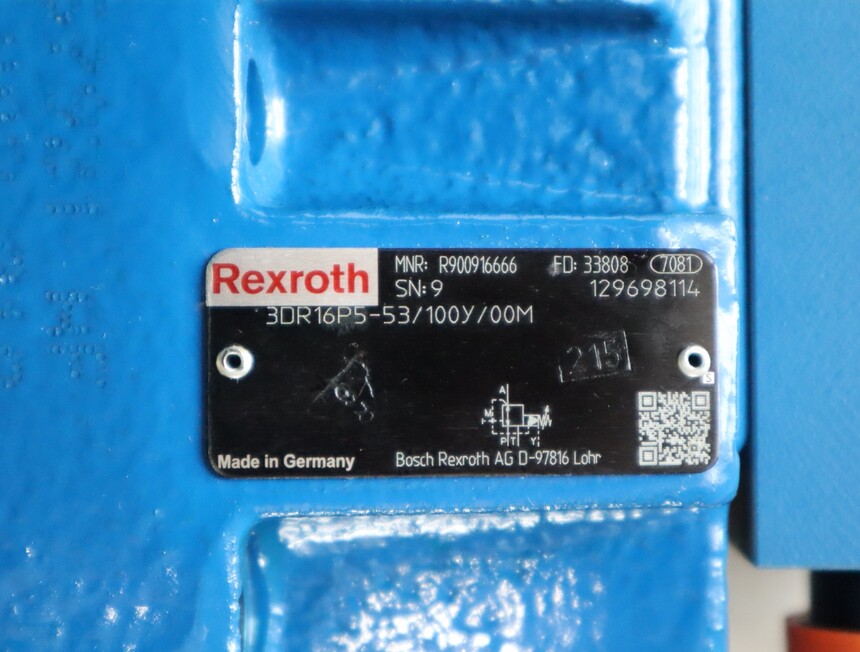 Rexroth
MNR: R900916666 FD: 33808 7081
SN: 9 129698114
3DR16P5-53/100Y/00M
215
A
M
P T Y
S
Made in Germany Bosch Rexroth AG D-97816 Lohr